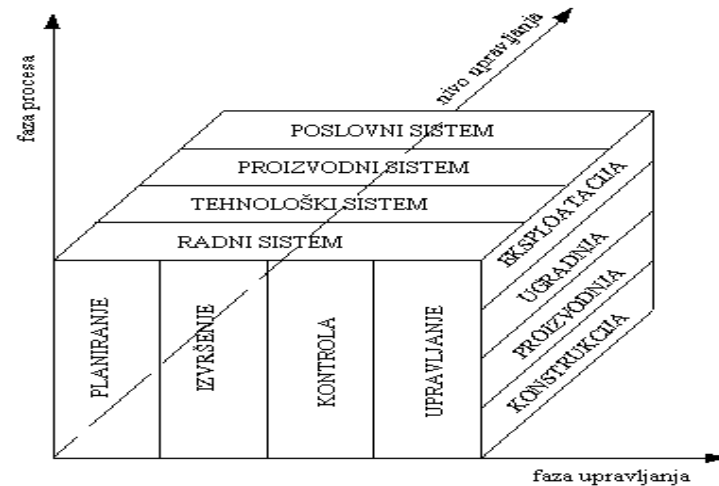 faza procesa
nivo upravljanja
POSLOVNI SISTEM
PROIZVODNI SISTEM
TEHNOLOŠKI SISTEM
RADNI SISTEM
PLANIRANJE
IZVRŠENJE
KONTROLA
UPRAVLJANJE
EKSPLOATACIJA
UGRADNJA
PROIZVODNJA
KONSTRUKCIJA
faza upravljanja